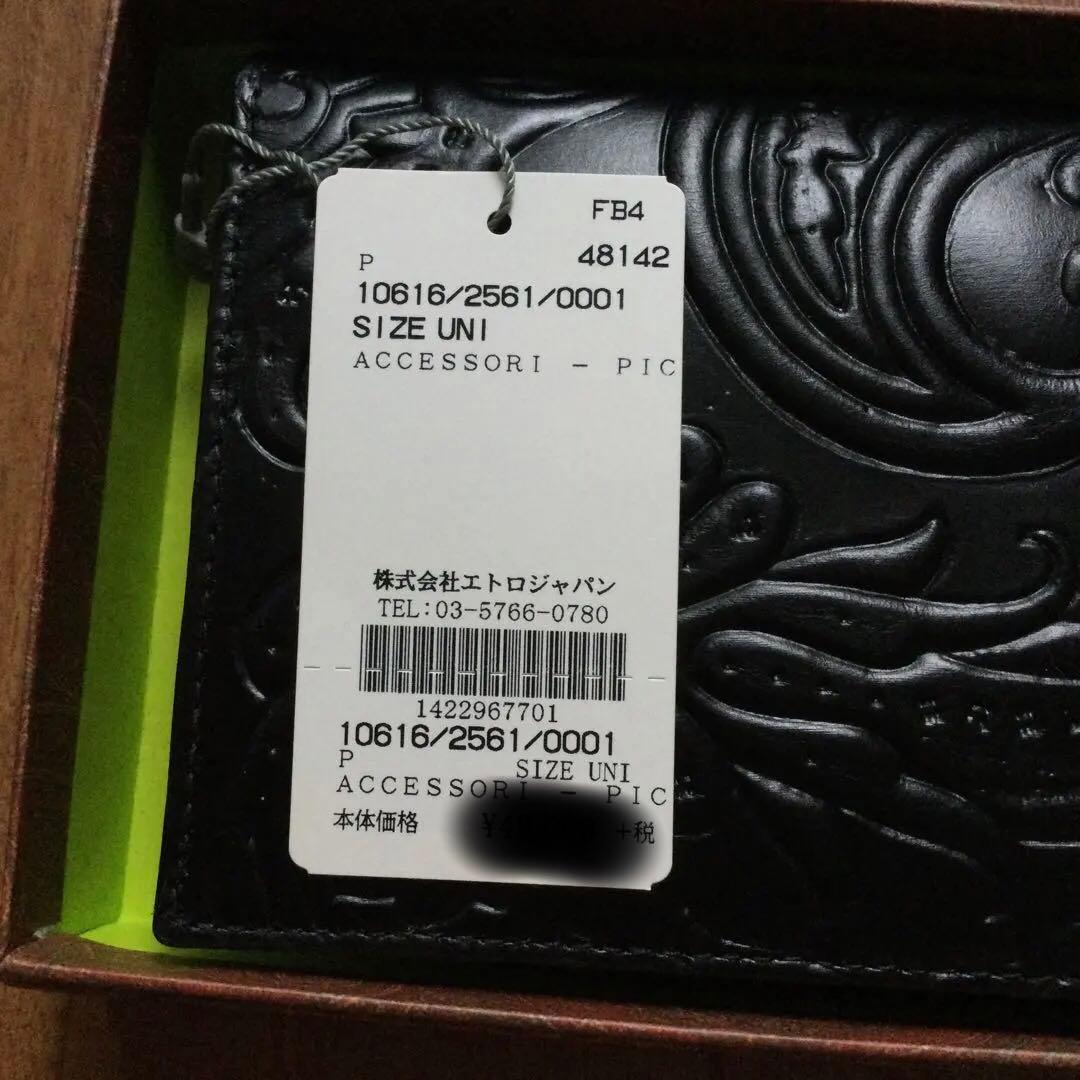 FB4
P 48142
10616/2561/0001
SIZE UNI
ACCESSORI - PIC
株式会社エトロジャパン
TEL:03-5766-0780
1422967701
10616/2561/0001
P SIZE UNI
ACCESSORI - PIC
本体価格 ¥ +税